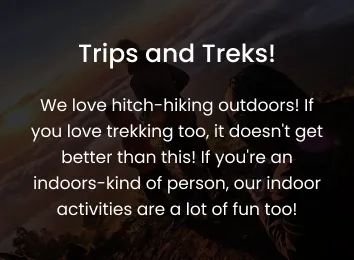 Trips and Treks!
We love hitch-hiking outdoors! If
you love trekking too, it doesn't get
better than this! If you're an
indoors-kind of person, our indoor
activities are a lot of fun too!